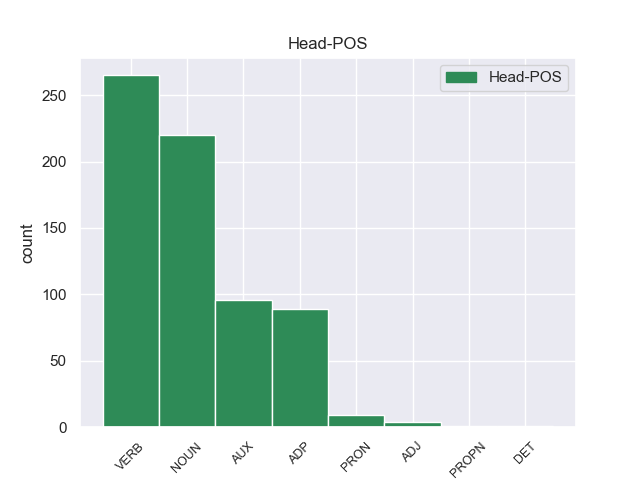 Head-POS
Head-POS
250
200
150
100
50
0
count
VERB
NOUN
AUX
ADP
PRON
ADJ
PROPN
DET